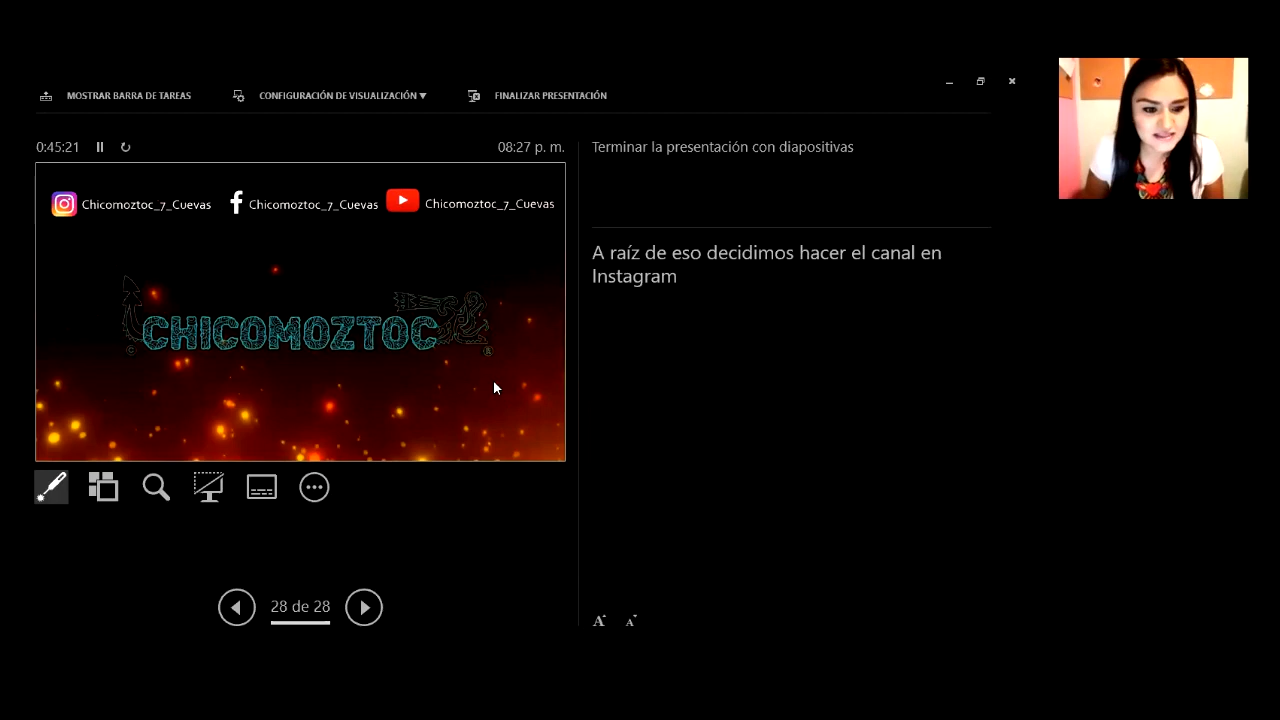 MOSTRAR BARRA DE TAREAS
CONFIGURACIÓN DE VISUALIZACIÓN ▼
FINALIZAR PRESENTACIÓN
0:45:21
08:27 p. m.
Chicomoztoc_7_Cuevas
Chicomoztoc_7_Cuevas
Chicomoztoc_7_Cuevas
CHICOMOZTOC
28 de 28
Terminar la presentación con diapositivas
A raíz de eso decidimos hacer el canal en
Instagram
A A